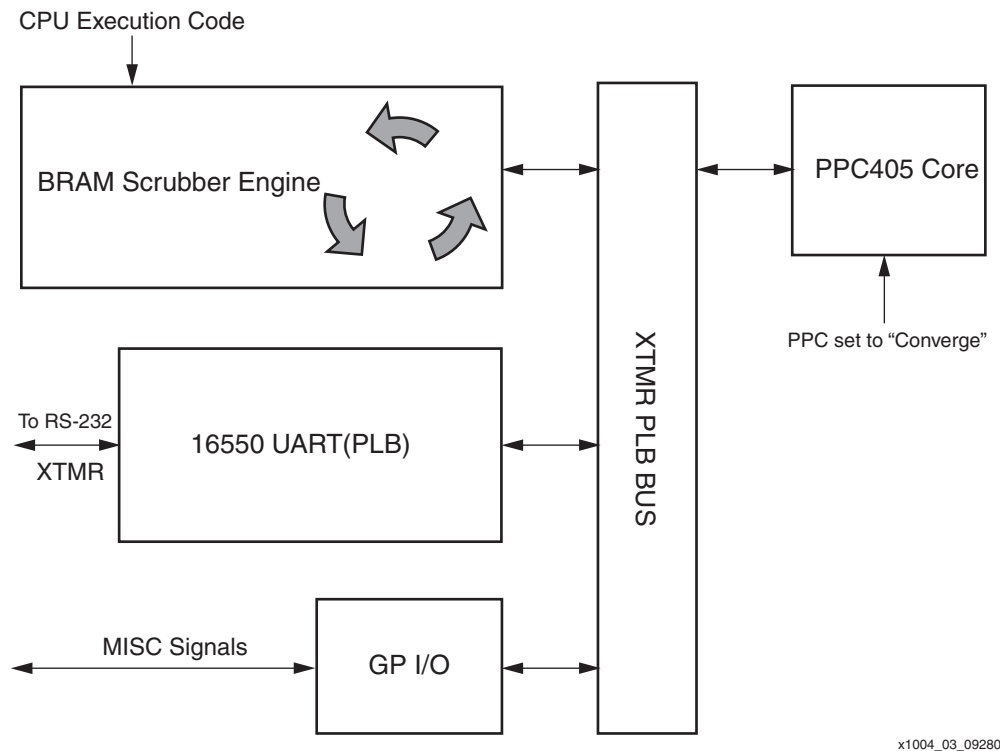 CPU Execution Code
BRAM Scrubber Engine
PPC405 Core
PPC set to “Converge”
XTMR PLB BUS
To RS-232
XTMR
16550 UART(PLB)
MISC Signals
GP I/O
x1004_03_09280